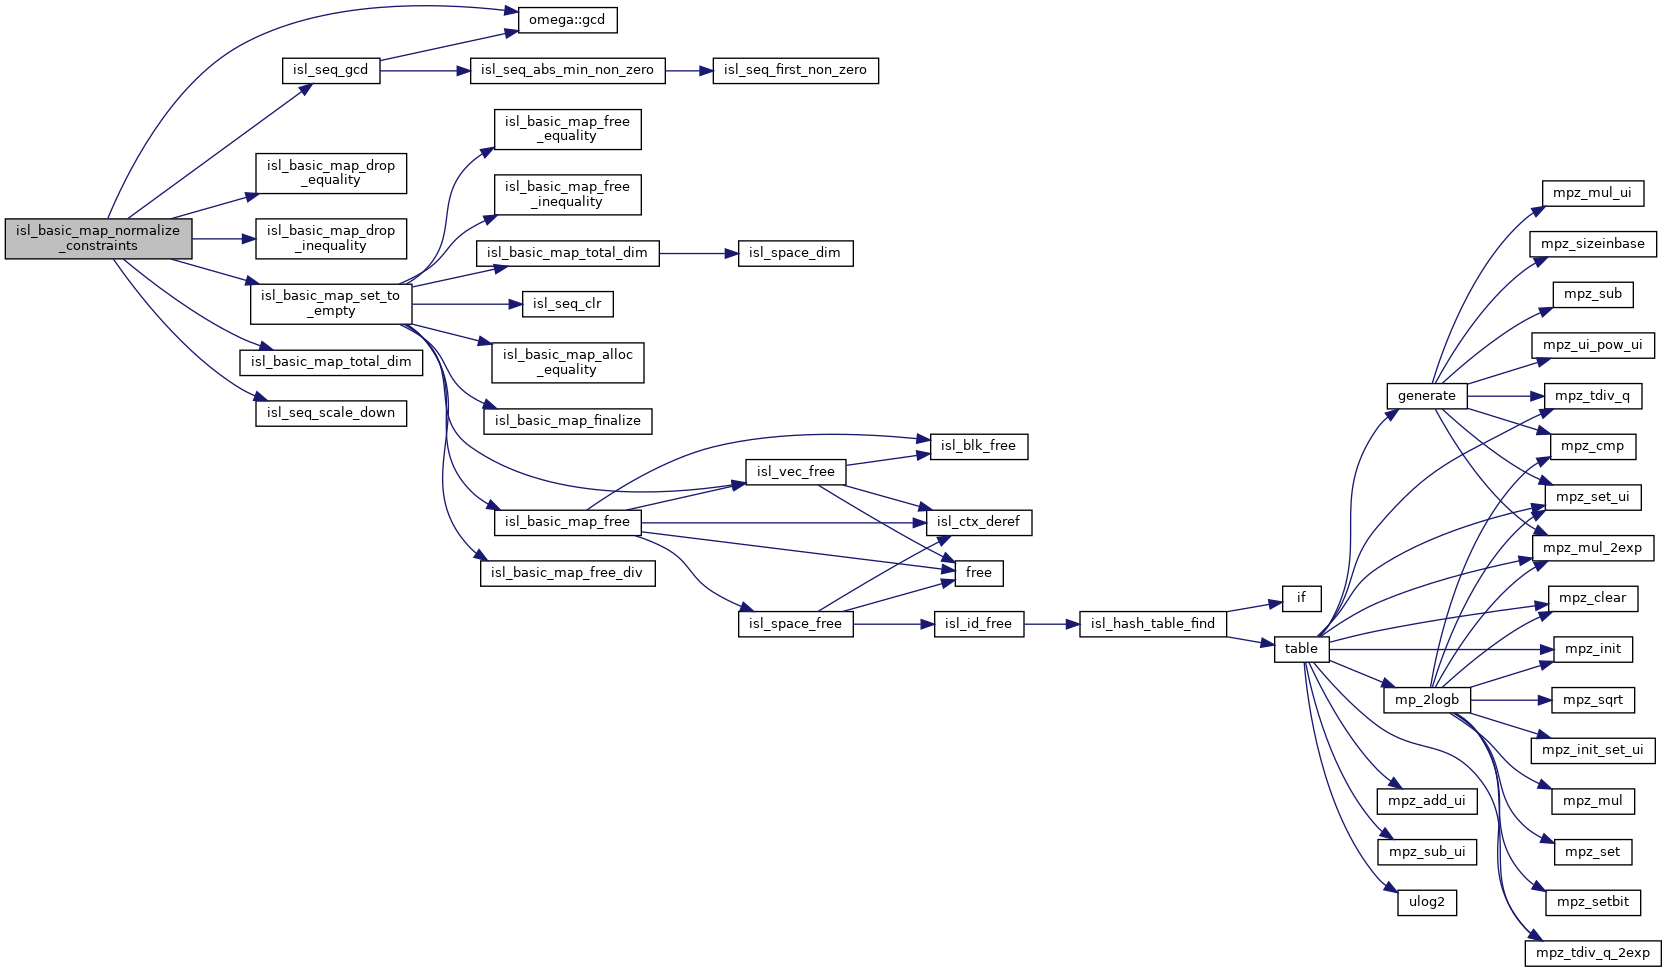 omega::gcd
isl_seq_gcd
isl_seq_abs_min_non_zero
isl_seq_first_non_zero
isl_basic_map_free
_equality
isl_basic_map_drop
_equality
isl_basic_map_free
_inequality
isl_basic_map_normalize
_constraints
isl_basic_map_drop
_inequality
isl_basic_map_total_dim
isl_space_dim
isl_basic_map_set_to
_empty
isl_seq_clr
isl_basic_map_total_dim
isl_basic_map_alloc
_equality
isl_seq_scale_down
isl_basic_map_finalize
isl_blk_free
isl_vec_free
isl_basic_map_free
isl_ctx_deref
isl_basic_map_free_div
free
isl_space_free
isl_id_free
isl_hash_table_find
if
table
generate
mp_2logb
mpz_add_ui
mpz_sub_ui
ulog2
mpz_mul_ui
mpz_sizeinbase
mpz_sub
mpz_ui_pow_ui
mpz_tdiv_q
mpz_cmp
mpz_set_ui
mpz_mul_2exp
mpz_clear
mpz_init
mpz_sqrt
mpz_init_set_ui
mpz_mul
mpz_set
mpz_setbit
mpz_tdiv_q_2exp